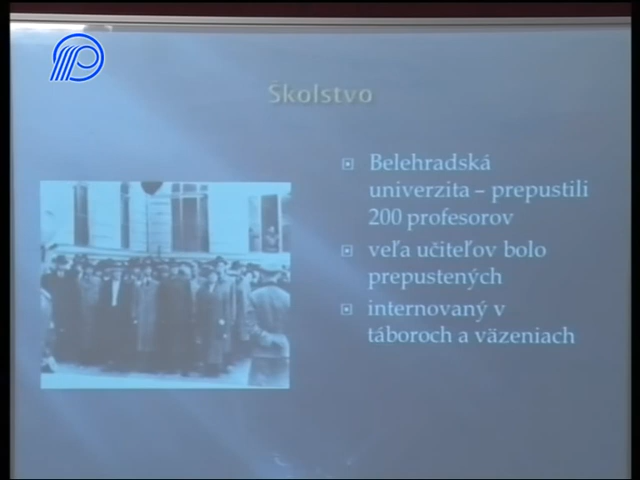 Školstvo
Belehradská
univerzita – prepustili
200 profesorov
veľa učiteľov bolo
prepustených
internovaný v
táboroch a väzeniach